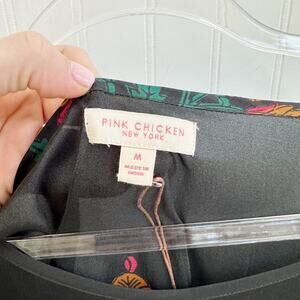 PINK CHICKEN
NEW YORK
M
MADE IN
INDIA